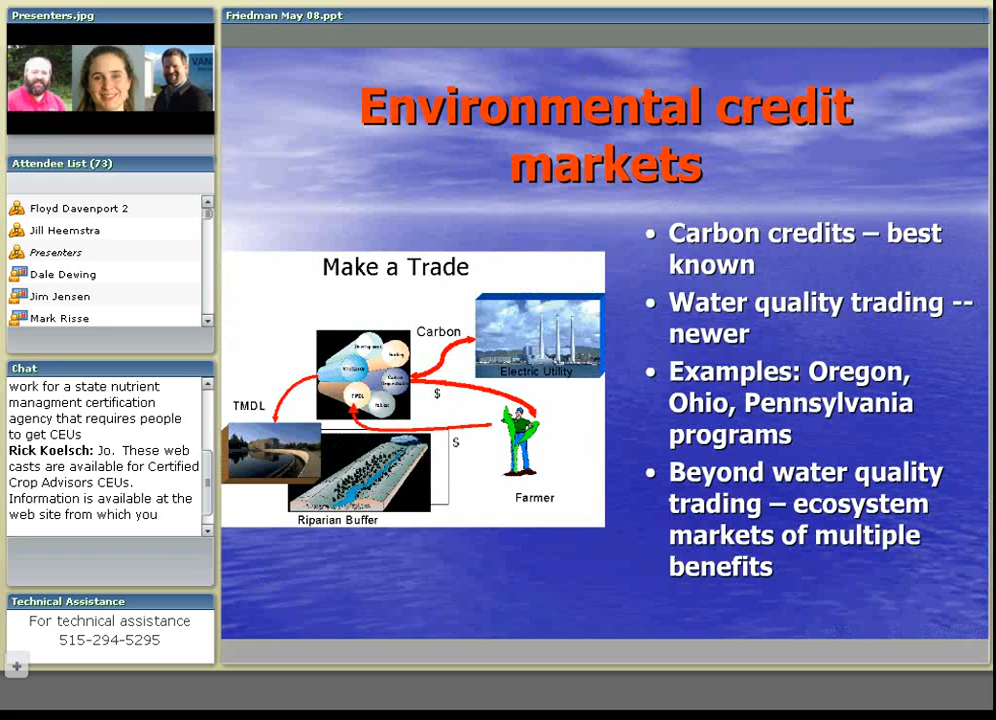 Presenters.jpg
VAN
Attendee List (73)
Floyd Davenport 2
Jill Heemstra
Presenters
Dale Dewing
Jim Jensen
Mark Risse
Chat
work for a state nutrient
managment certification
agency that requires people
to get CEUs
Rick Koelsch: Jo. These web
casts are available for Certified
Crop Advisors CEUs.
Information is available at the
web site from which you
Technical Assistance
For technical assistance
515-294-5295
Friedman May 08.ppt
Environmental credit
markets
Make a Trade
Carbon
Electric Utility
TMDL
TMDL
$
$
Farmer
Riparian Buffer
• Carbon credits – best
known
• Water quality trading --
newer
• Examples: Oregon,
Ohio, Pennsylvania
programs
• Beyond water quality
trading – ecosystem
markets of multiple
benefits